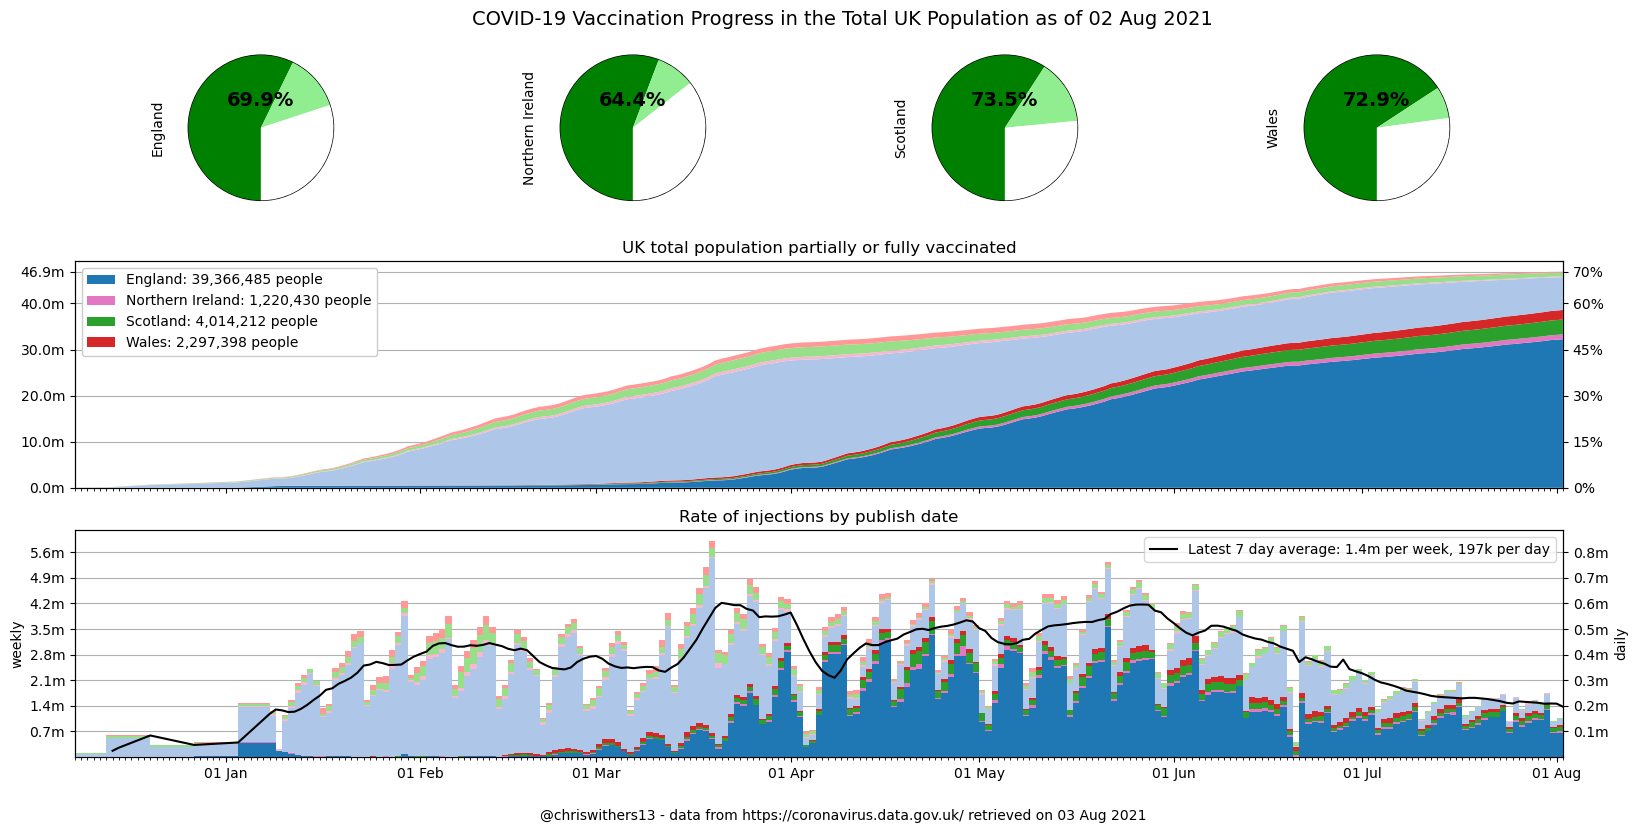 COVID-19 Vaccination Progress in the Total UK Population as of 02 Aug 2021
England
69.9%
Northern Ireland
64.4%
Scotland
73.5%
Wales
72.9%
UK total population partially or fully vaccinated
46.9m
40.0m
30.0m
20.0m
10.0m
0.0m
England: 39,366,485 people
Northern Ireland: 1,220,430 people
Scotland: 4,014,212 people
Wales: 2,297,398 people
70%
60%
45%
30%
15%
0%
Rate of injections by publish date
weekly
5.6m
4.9m
4.2m
3.5m
2.8m
2.1m
1.4m
0.7m
Latest 7 day average: 1.4m per week, 197k per day
0.8m
0.7m
0.6m
0.5m
0.4m
0.3m
0.2m
0.1m
daily
01 Jan
01 Feb
01 Mar
01 Apr
01 May
01 Jun
01 Jul
01 Aug
@chriswithers13 - data from https://coronavirus.data.gov.uk/ retrieved on 03 Aug 2021